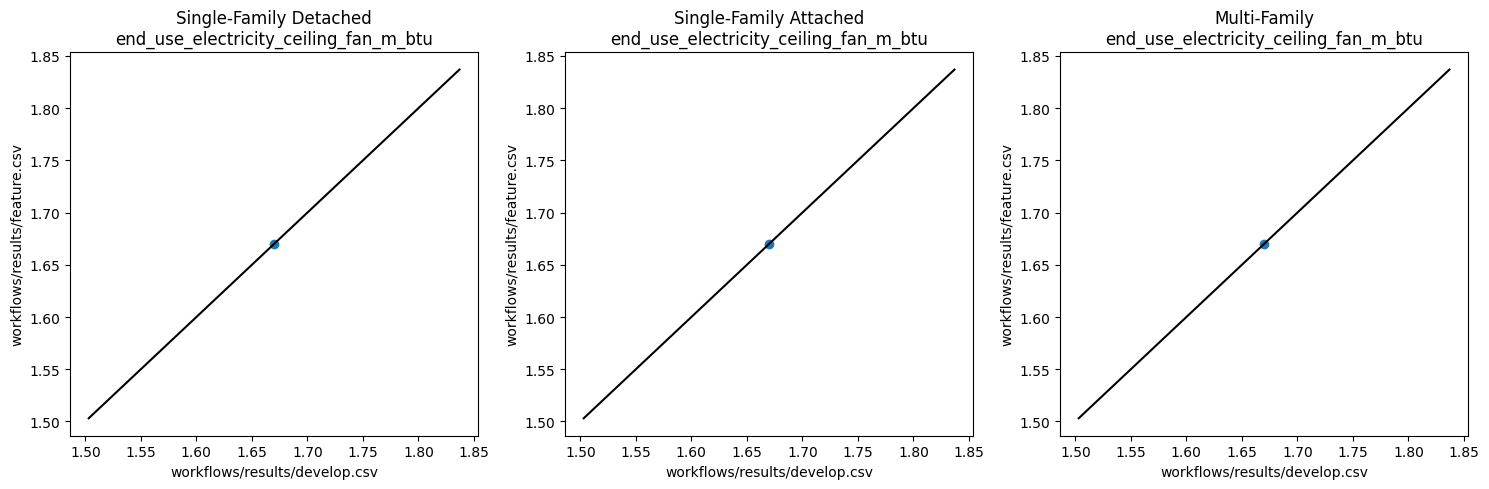 Single-Family Detached
end_use_electricity_ceiling_fan_m_btu
1.85
1.80
1.75
1.70
1.65
1.60
1.55
1.50
workflows/results/feature.csv
1.50 1.55 1.60 1.65 1.70 1.75 1.80 1.85
workflows/results/develop.csv
Single-Family Attached
end_use_electricity_ceiling_fan_m_btu
1.85
1.80
1.75
1.70
1.65
1.60
1.55
1.50
workflows/results/feature.csv
1.50 1.55 1.60 1.65 1.70 1.75 1.80 1.85
workflows/results/develop.csv
Multi-Family
end_use_electricity_ceiling_fan_m_btu
1.85
1.80
1.75
1.70
1.65
1.60
1.55
1.50
workflows/results/feature.csv
1.50 1.55 1.60 1.65 1.70 1.75 1.80 1.85
workflows/results/develop.csv